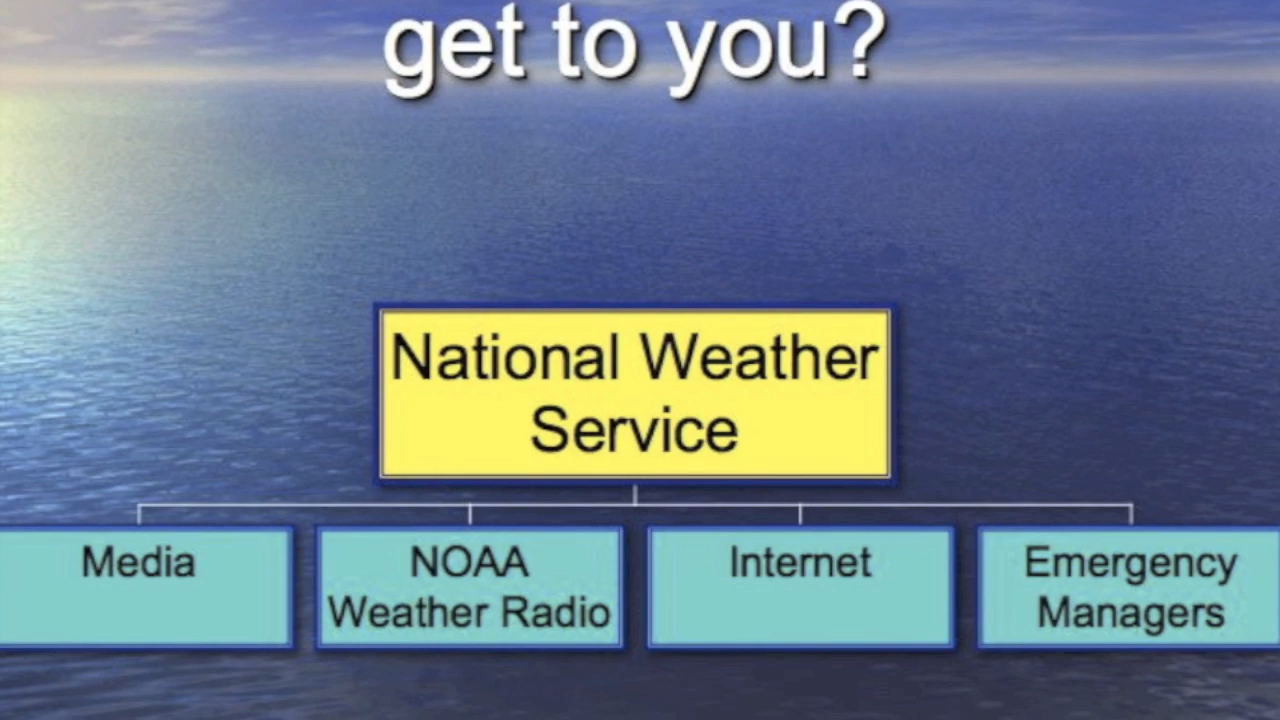 get to you?
National Weather
Service
Media
NOAA
Weather Radio
Internet
Emergency
Managers